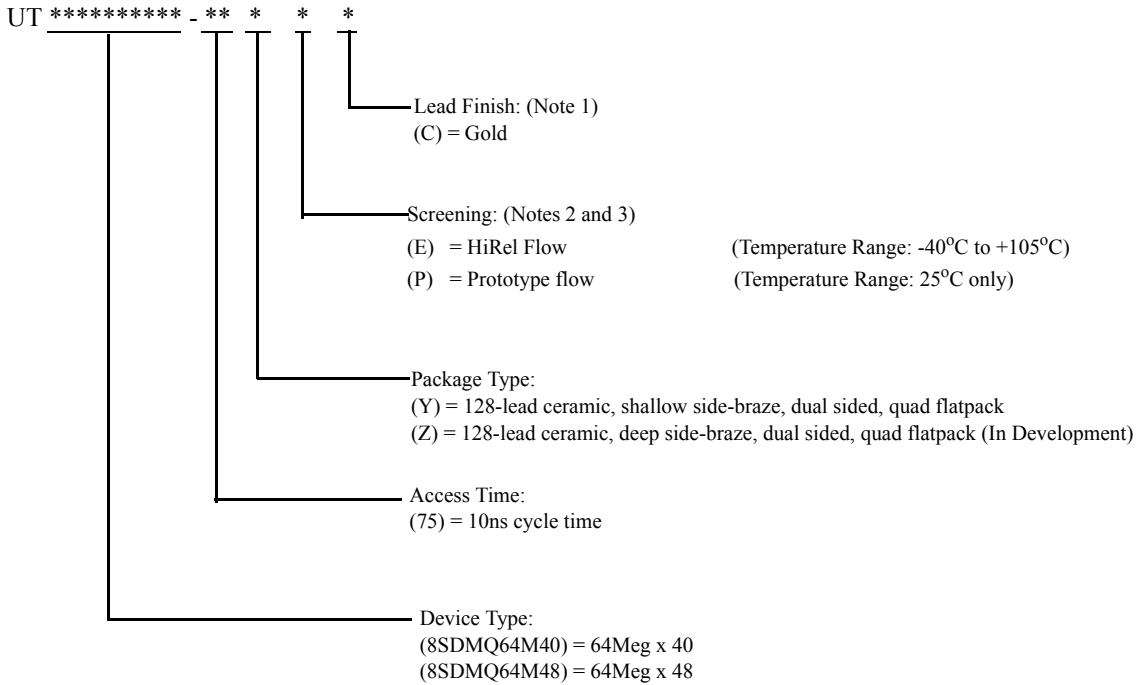 UT ********** - ** * * *
Lead Finish: (Note 1)
(C) = Gold
Screening: (Notes 2 and 3)
(E) = HiRel Flow (Temperature Range: -40°C to +105°C)
(P) = Prototype flow (Temperature Range: 25°C only)
Package Type:
(Y) = 128-lead ceramic, shallow side-braze, dual sided, quad flatpack
(Z) = 128-lead ceramic, deep side-braze, dual sided, quad flatpack (In Development)
Access Time:
(75) = 10ns cycle time
Device Type:
(8SDMQ64M40) = 64Meg x 40
(8SDMQ64M48) = 64Meg x 48